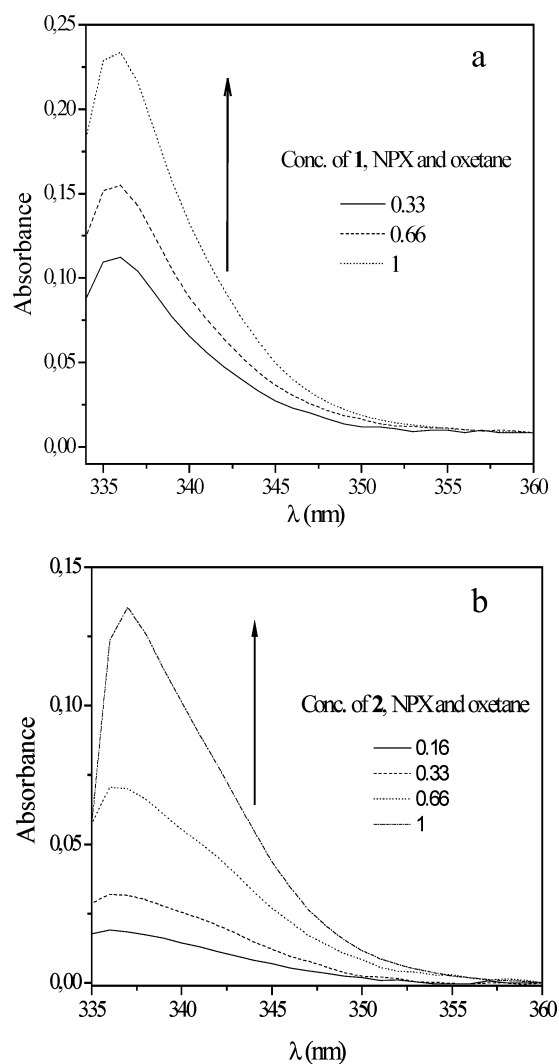 a
0,25
0,20
0,15
0,10
0,05
0,00
Absorbance
Conc. of 1, NPX and oxetane
0.33
0.66
1
335 340 345 350 355 360
λ (nm)
b
0,15
0,10
0,05
0,00
Absorbance
Conc. of 2, NPX and oxetane
0.16
0.33
0.66
1
335 340 345 350 355 360
λ (nm)